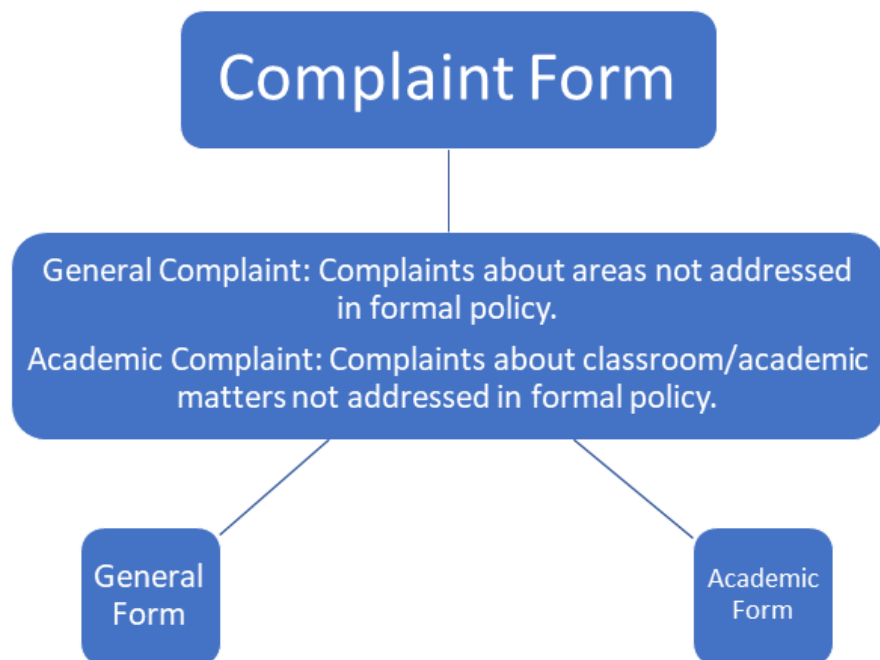 Complaint Form
General Complaint: Complaints about areas not addressed
in formal policy.
Academic Complaint: Complaints about classroom/academic
matters not addressed in formal policy.
General
Form
Academic
Form